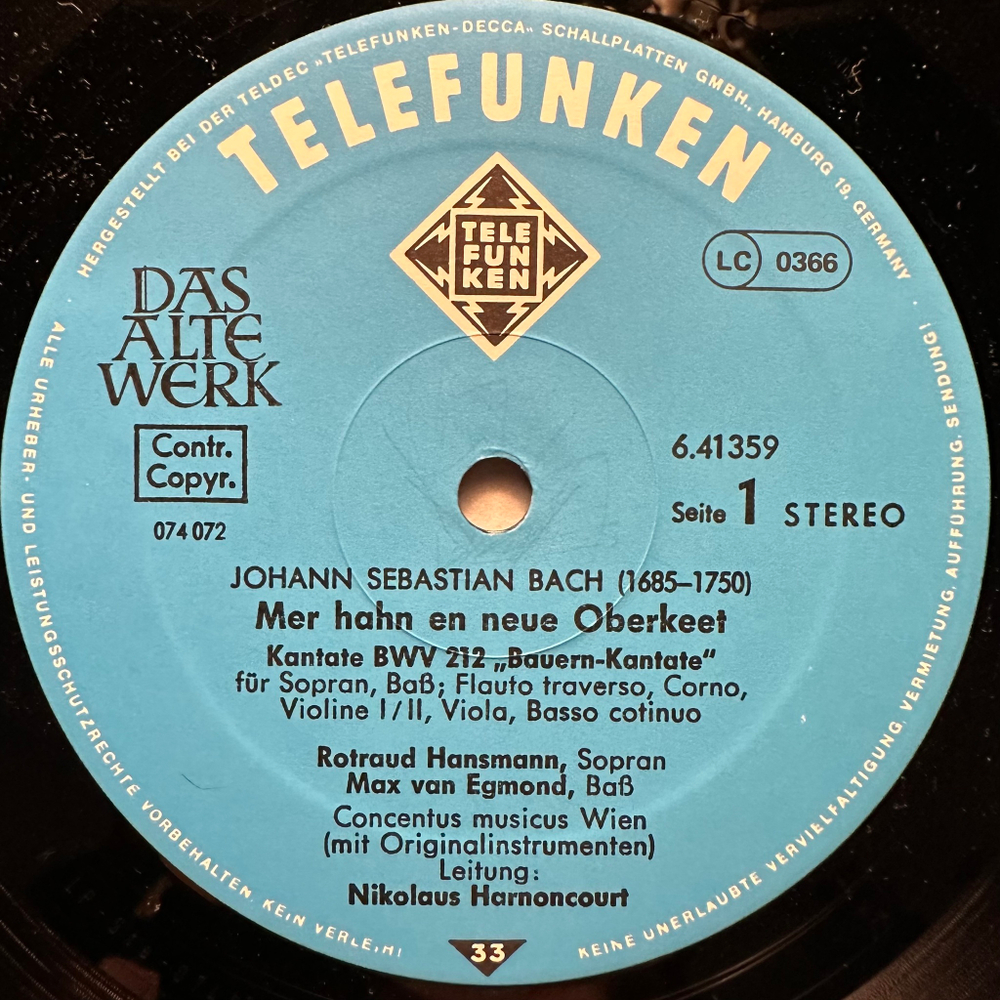 HERGESTELLT BEI DER TELDEC »TELEFUNKEN-DECCA« SCHALLPLATTEN GMBH., HAMBURG 19, GERMANY
TELEFUNKEN
TELE
FUN
KEN
LC 0366
DAS
ALTE
WERK
Contr.
Copyr.
074 072
6.41359
Seite 1 STEREO
JOHANN SEBASTIAN BACH (1685–1750)
Mer hahn en neue Oberkeet
Kantate BWV 212 „Bauern-Kantate“
für Sopran, Baß; Flauto traverso, Corno,
Violine I/II, Viola, Basso cotinuo
Rotraud Hansmann, Sopran
Max van Egmond, Baß
Concentus musicus Wien
(mit Originalinstrumenten)
Leitung:
Nikolaus Harnoncourt
33
ALLE URHEBER- UND LEISTUNGSSCHUTZRECHTE VORBEHALTEN. KEIN VERLEIH!
KEINE UNERLAUBTE VERVIELFALTIGUNG, VERMIETUNG, AUFFUHRUNG, SENDUNG!